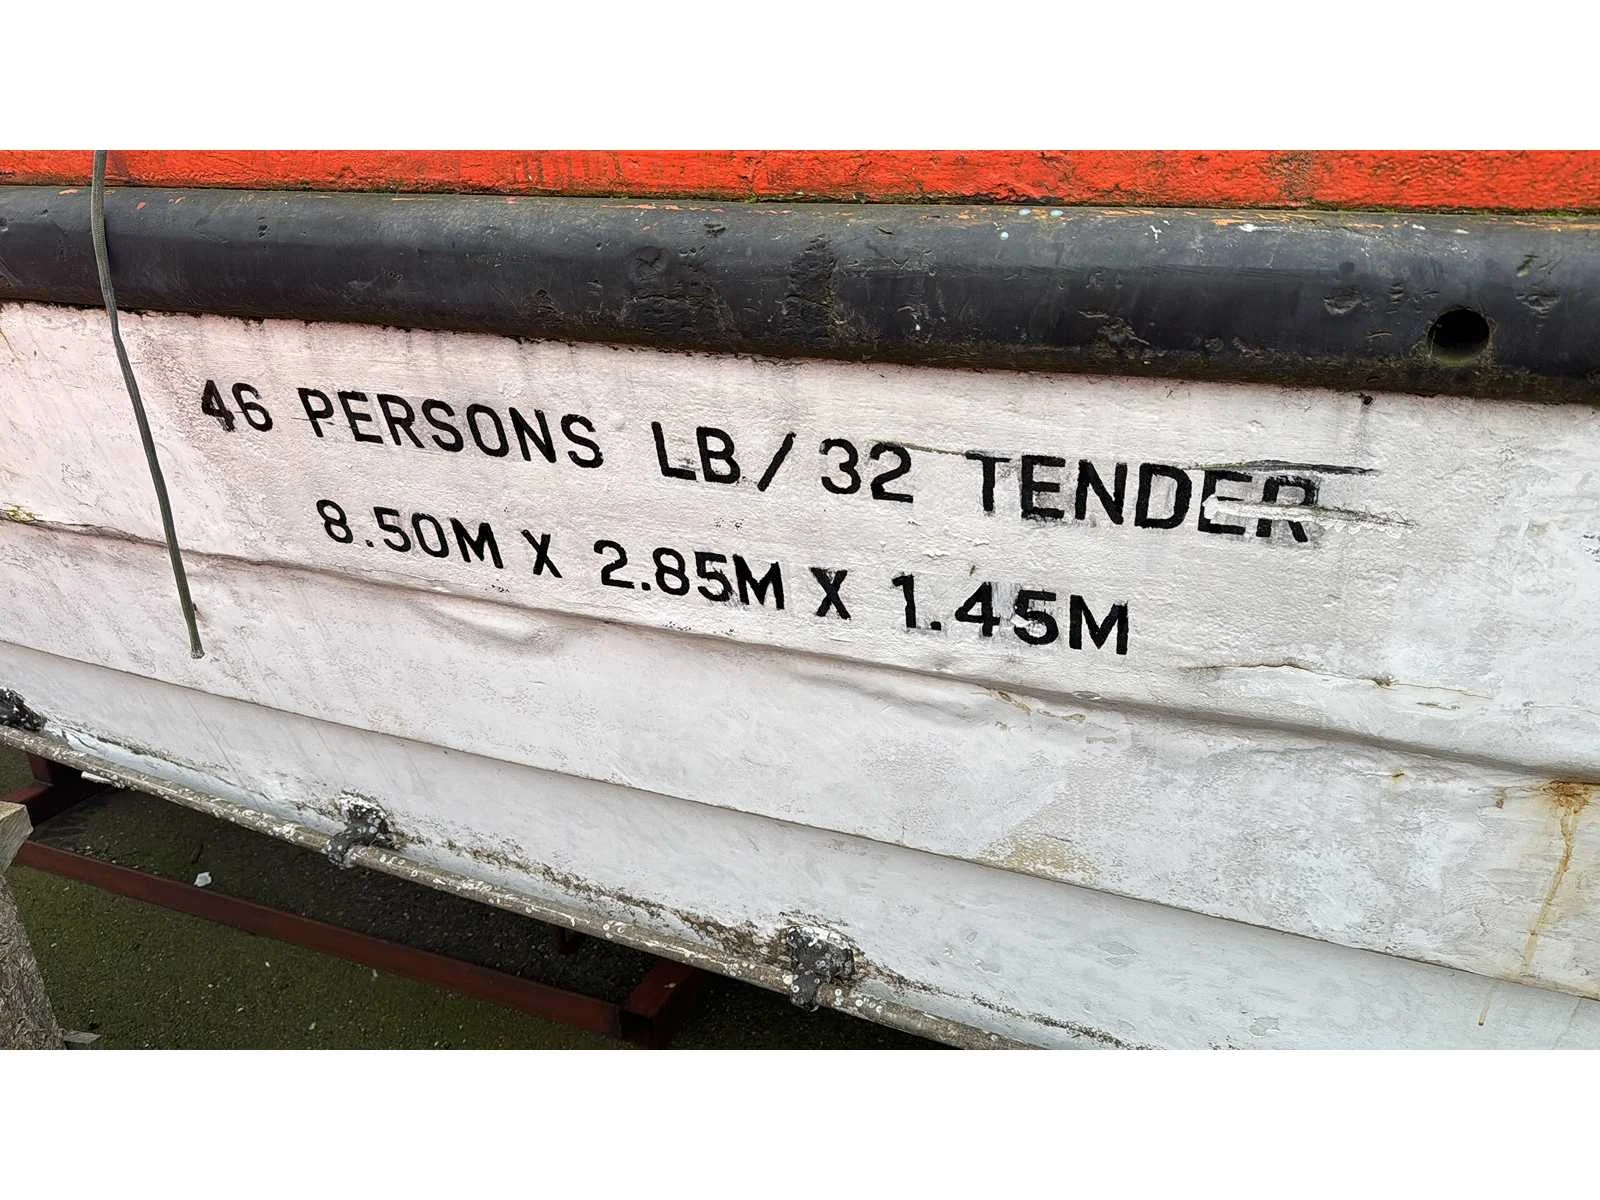 46 PERSONS LB/32 TENDER
8.50M X 2.85M X 1.45M